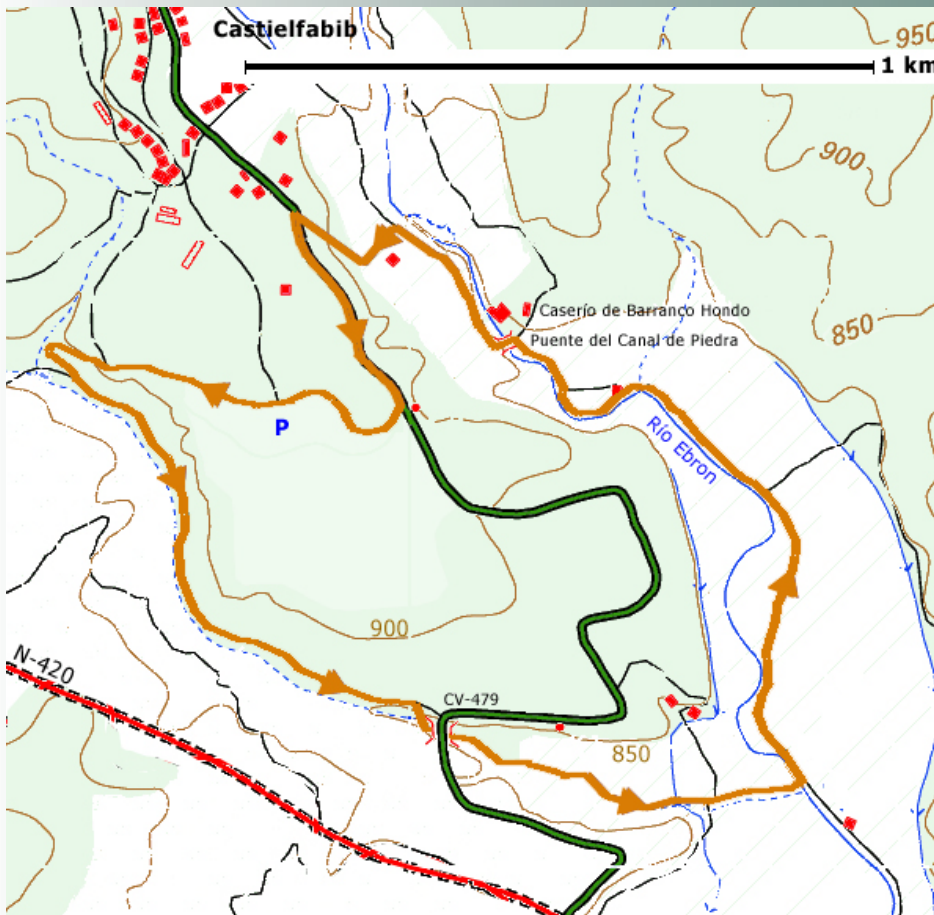 Castielfabib
950
1 km
900
Caserío de Barranco Hondo
850
Puente del Canal de Piedra
P
Río Ebron
900
N-420
CV-479
850